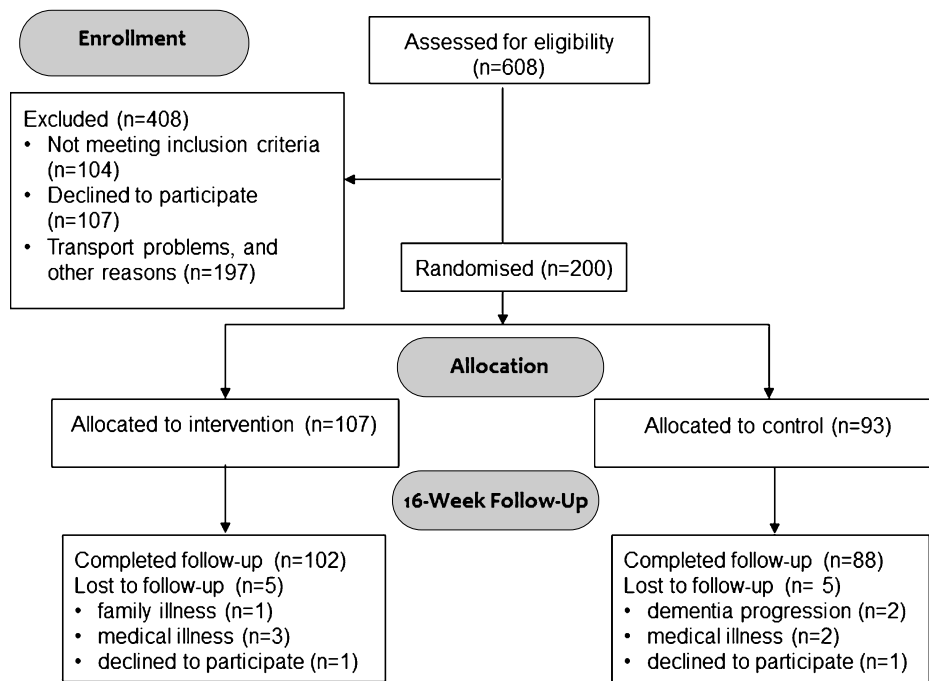 Enrollment
Assessed for eligibility
(n=608)
Excluded (n=408)
• Not meeting inclusion criteria
(n=104)
• Declined to participate
(n=107)
• Transport problems, and
other reasons (n=197)
Randomised (n=200)
Allocation
Allocated to intervention (n=107)
Allocated to control (n=93)
16-Week Follow-Up
Completed follow-up (n=102)
Lost to follow-up (n=5)
• family illness (n=1)
• medical illness (n=3)
• declined to participate (n=1)
Completed follow-up (n=88)
Lost to follow-up (n= 5)
• dementia progression (n=2)
• medical illness (n=2)
• declined to participate (n=1)